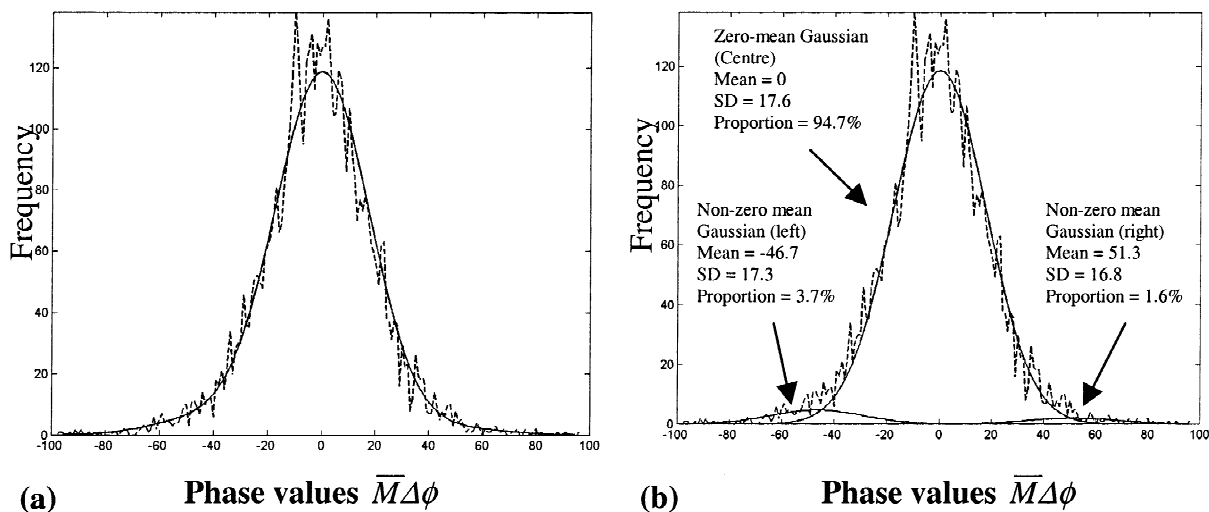 120
100
80
60
40
20
0
-100 -80 -60 -40 -20 0 20 40 60 80 100
Frequency
Phase values M̅Δϕ
(a)
Zero-mean Gaussian
(Centre)
Mean = 0
SD = 17.6
Proportion = 94.7%
Non-zero mean
Gaussian (left)
Mean = -46.7
SD = 17.3
Proportion = 3.7%
Non-zero mean
Gaussian (right)
Mean = 51.3
SD = 16.8
Proportion = 1.6%
120
100
80
60
40
20
0
-100 -80 -60 -40 -20 0 20 40 60 80 100
Frequency
Phase values M̅Δϕ
(b)